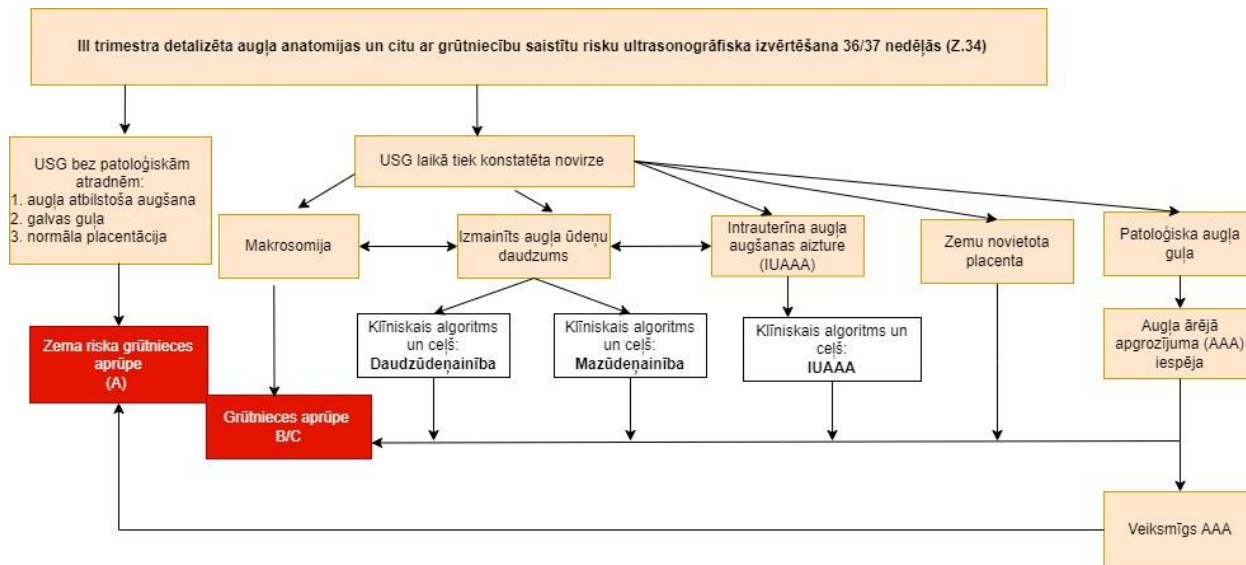 III trimestra detalizēta augļa anatomijas un citu ar grūtniecību saistītu risku ultrasonogrāfiska izvērtēšana 36/37 nedēļās (Z.34)
USG bez patoloģiskām
atradnēm:
1. augļa atbilstoša augšana
2. galvas guļa
3. normāla placentācija
USG laikā tiek konstatēta novirze
Makrosomija
Izmainīts augļa ūdeņu
daudzums
Intrauterīna augļa
augšanas aizture
(IUAAA)
Zemu novietota
placenta
Patoloģiska augļa
guļa
Zema riska grūtnieces
aprūpe
(A)
Grūtnieces aprūpe
B/C
Klīniskais algoritms
un ceļš:
Daudzūdeņainība
Klīniskais algoritms
un ceļš:
Mazūdeņainība
Klīniskais algoritms un
ceļš:
IUAAA
Augļa ārējā
apgrozījuma (AAA)
iespēja
Veiksmīgs AAA